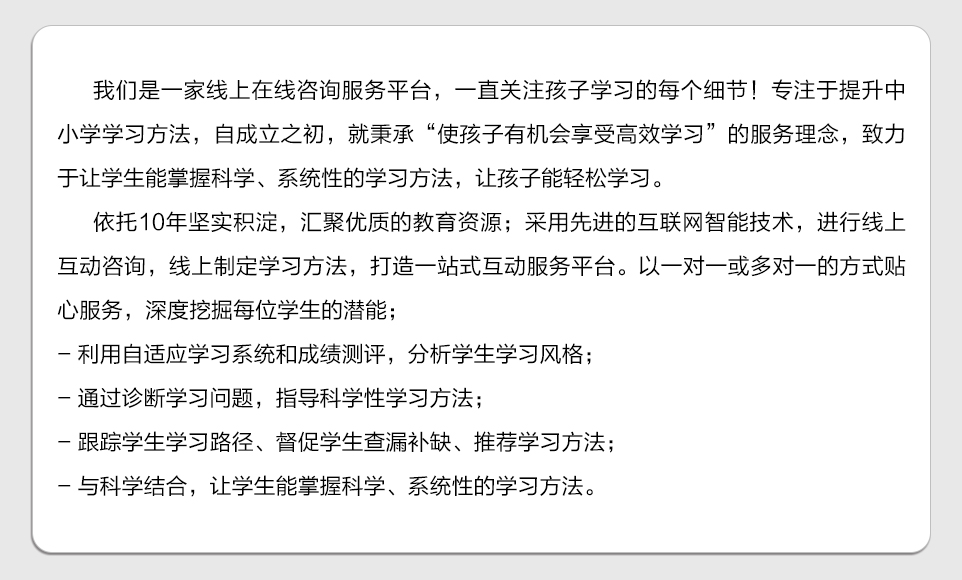 我们是一家线上在线咨询服务平台，一直关注孩子学习的每个细节！专注于提升中
小学学习方法，自成立之初，就秉承“使孩子有机会享受高效学习”的服务理念，致力
于让学生能掌握科学、系统性的学习方法，让孩子能轻松学习。
依托10年坚实积淀，汇聚优质的教育资源；采用先进的互联网智能技术，进行线上
互动咨询，线上制定学习方法，打造一站式互动服务平台。以一对一或多对一的方式贴
心服务，深度挖掘每位学生的潜能；
– 利用自适应学习系统和成绩测评，分析学生学习风格；
– 通过诊断学习问题，指导科学性学习方法；
– 跟踪学生学习路径、督促学生查漏补缺、推荐学习方法；
– 与科学结合，让学生能掌握科学、系统性的学习方法。